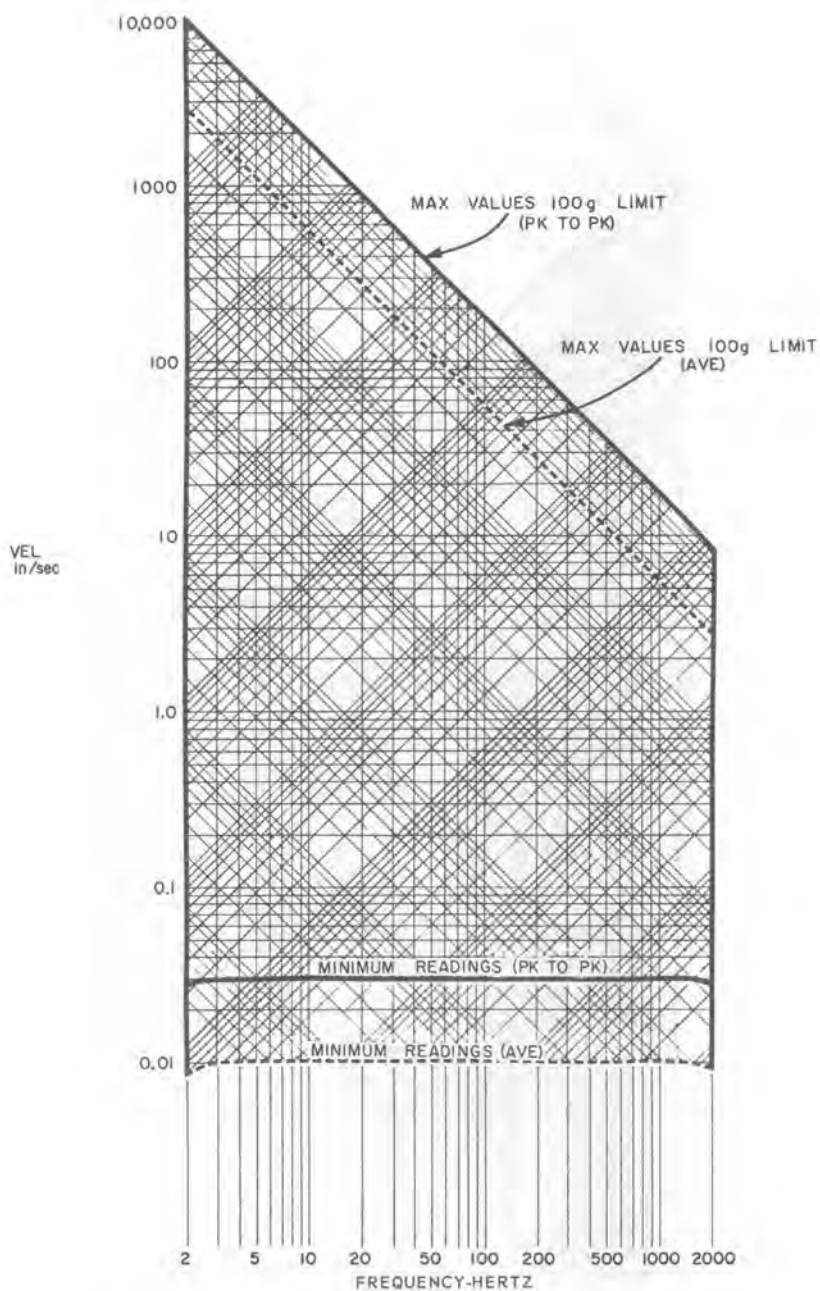 10,000
1000
100
10
1.0
0.1
0.01
VEL
in/sec
MAX VALUES 100g LIMIT
(PK TO PK)
MAX VALUES 100g LIMIT
(AVE)
MINIMUM READINGS (PK TO PK)
MINIMUM READINGS (AVE)
2 5 10 20 50 100 200 500 1000 2000
FREQUENCY-HERTZ